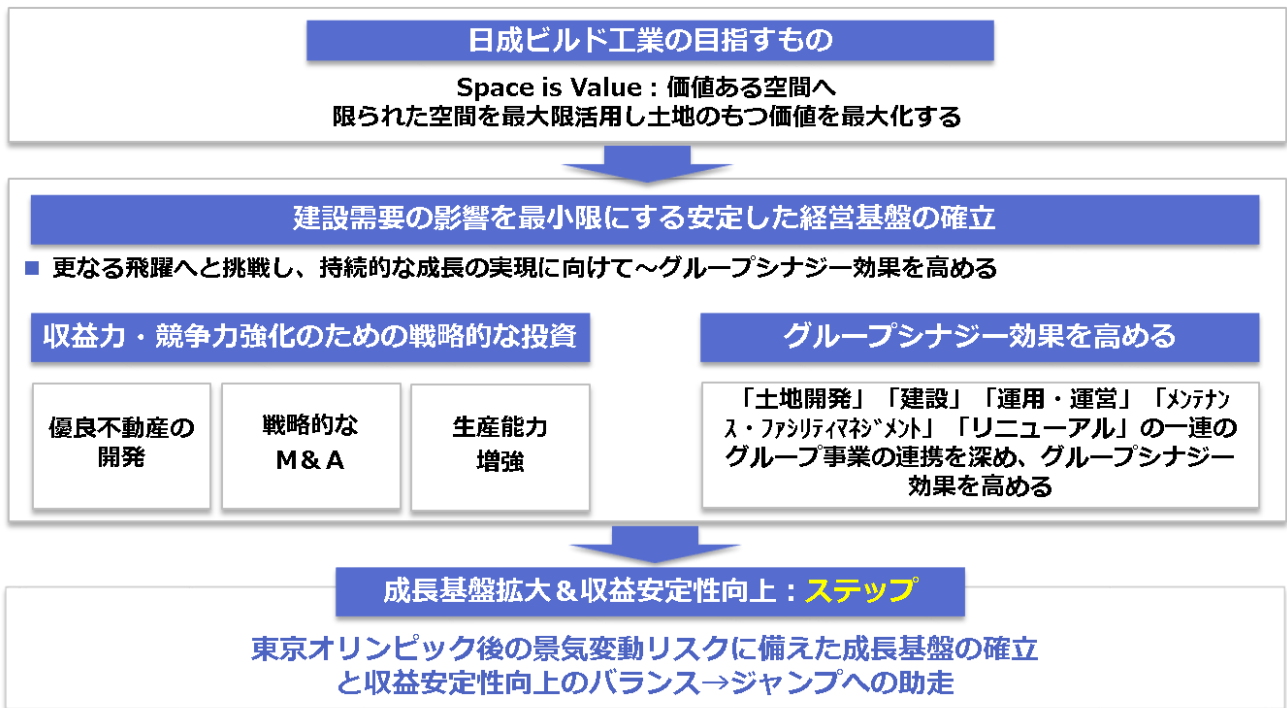 日成ビルド工業の目指すもの
Space is Value：価値ある空間へ
限られた空間を最大限活用し土地のもつ価値を最大化する
建設需要の影響を最小限にする安定した経営基盤の確立
■ 更なる飛躍へと挑戦し、持続的な成長の実現に向けて～グループシナジー効果を高める
収益力・競争力強化のための戦略的な投資
優良不動産の
開発
戦略的な
M＆A
生産能力
増強
グループシナジー効果を高める
「土地開発」「建設」「運用・運営」「ﾒﾝﾃﾅﾝ
ｽ・ﾌｧｼﾘﾃｨﾏﾈｼﾞﾒﾝﾄ」「リニューアル」の一連の
グループ事業の連携を深め、グループシナジー
効果を高める
成長基盤拡大＆収益安定性向上：ステップ
東京オリンピック後の景気変動リスクに備えた成長基盤の確立
と収益安定性向上のバランス→ジャンプへの助走